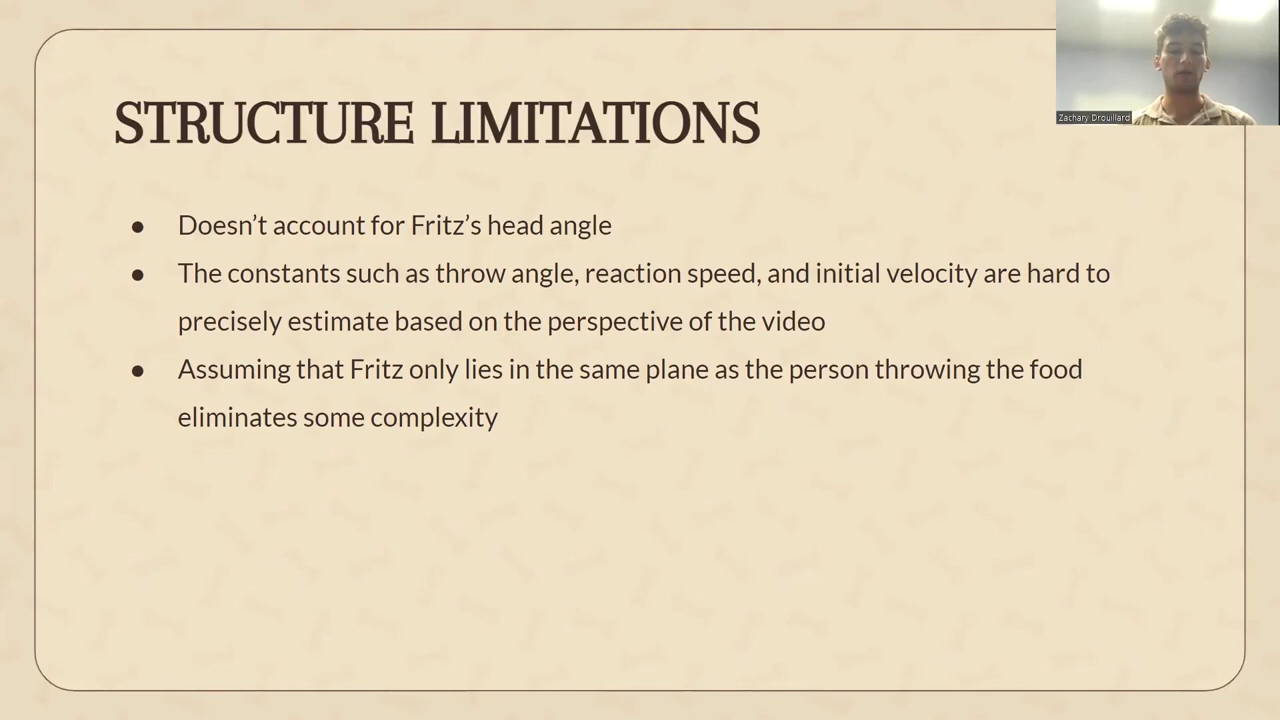 STRUCTURE LIMITATIONS
Zachary Drouillard
● Doesn’t account for Fritz’s head angle
● The constants such as throw angle, reaction speed, and initial velocity are hard to
precisely estimate based on the perspective of the video
● Assuming that Fritz only lies in the same plane as the person throwing the food
eliminates some complexity